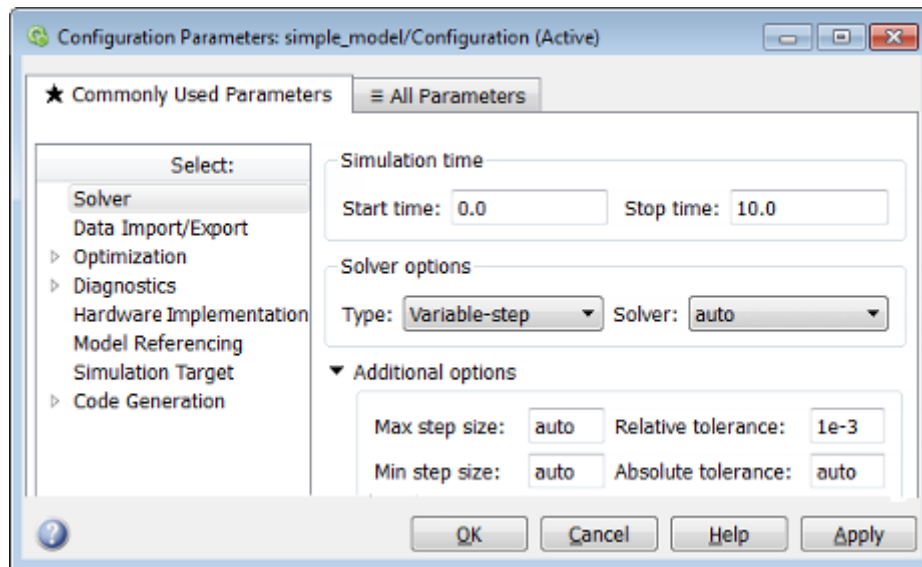 Configuration Parameters: simple_model/Configuration (Active)
★ Commonly Used Parameters
≡ All Parameters
Select:
Solver
Data Import/Export
Optimization
Diagnostics
Hardware Implementation
Model Referencing
Simulation Target
Code Generation
Simulation time
Start time: 0.0 Stop time: 10.0
Solver options
Type: Variable-step Solver: auto
Additional options
Max step size: auto Relative tolerance: 1e-3
Min step size: auto Absolute tolerance: auto
?
OK Cancel Help Apply